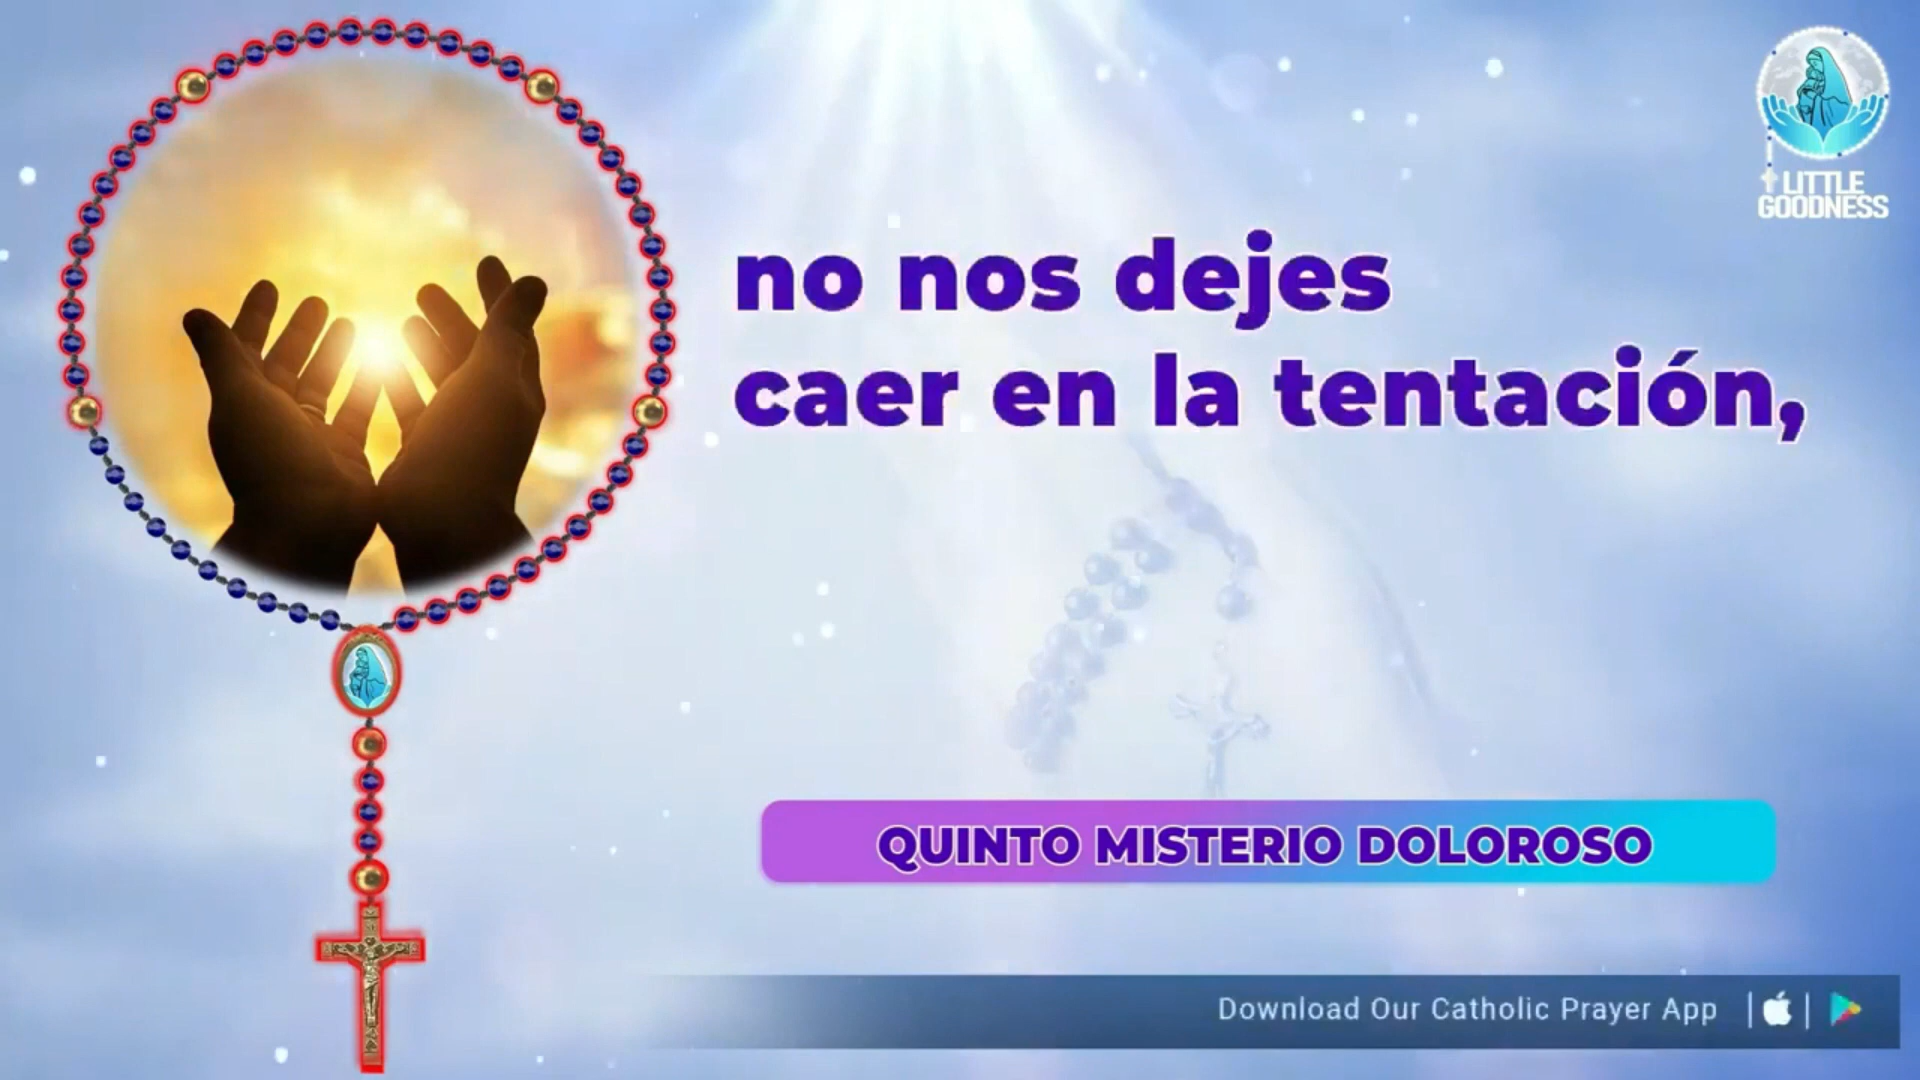 LITTLE
GOODNESS
no nos dejes
caer en la tentación,
QUINTO MISTERIO DOLOROSO
Download Our Catholic Prayer App